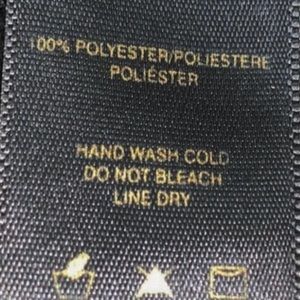 100% POLYESTER/POLIESTERE
POLIÉSTER
HAND WASH COLD
DO NOT BLEACH
LINE DRY